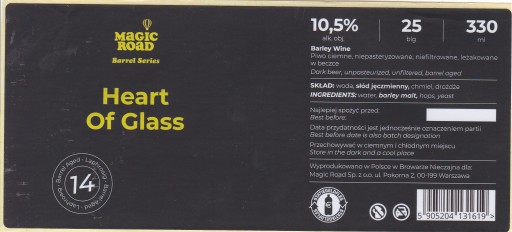 MAGIC
ROAD
Barrel Series
Heart
Of Glass
Barrel Aged - Laphroaig - Barrel Aged - Laphroaig -
14
10,5%
alk. obj.
25
blg
330
ml
Barley Wine
Piwo ciemne, niepasteryzowane, niefiltrowane, leżakowane
w beczce
Dark beer, unpasteurized, unfiltered, barrel aged
SKŁAD: woda, słód jęczmienny, chmiel, drożdże
INGREDIENTS: water, barley malt, hops, yeast
Najlepiej spożyć przed:
Best before:
Data przydatności jest jednocześnie oznaczeniem partii
Best before date is also batch designation
Przechowywać w ciemnym i chłodnym miejscu
Store in the dark and a cool place
Wyprodukowano w Polsce w Browarze Nieczajna dla:
Magic Road Sp. z o.o. ul. Pokorna 2, 00-199 Warszawa
5 905204 131619 >